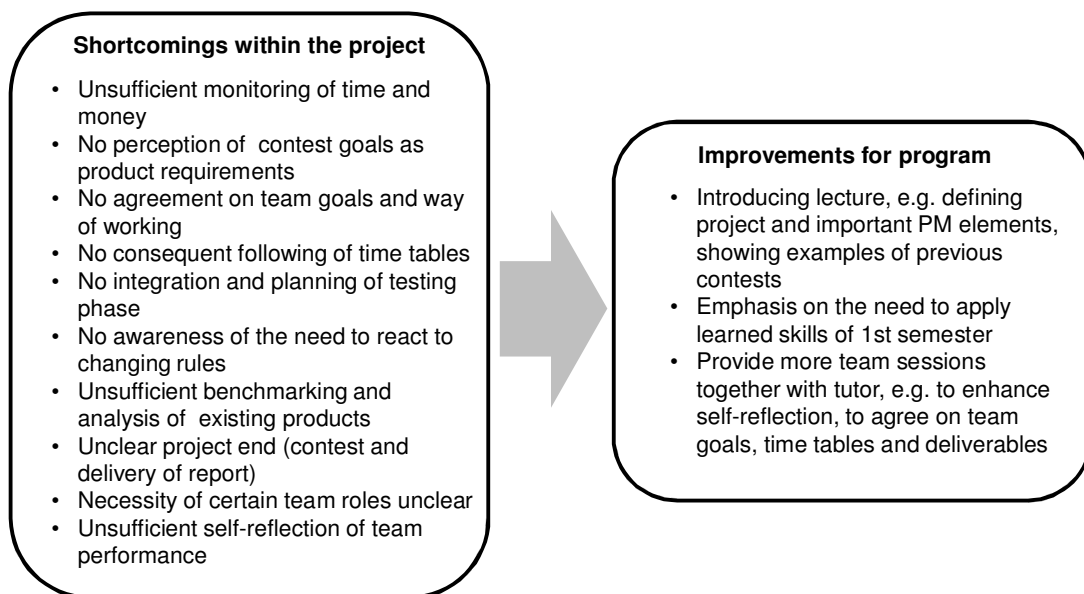 Shortcomings within the project
• Unsufficient monitoring of time and
money
• No perception of contest goals as
product requirements
• No agreement on team goals and way
of working
• No consequent following of time tables
• No integration and planning of testing
phase
• No awareness of the need to react to
changing rules
• Unsufficient benchmarking and
analysis of existing products
• Unclear project end (contest and
delivery of report)
• Necessity of certain team roles unclear
• Unsufficient self-reflection of team
performance
Improvements for program
• Introducing lecture, e.g. defining
project and important PM elements,
showing examples of previous
contests
• Emphasis on the need to apply
learned skills of 1st semester
• Provide more team sessions
together with tutor, e.g. to enhance
self-reflection, to agree on team
goals, time tables and deliverables